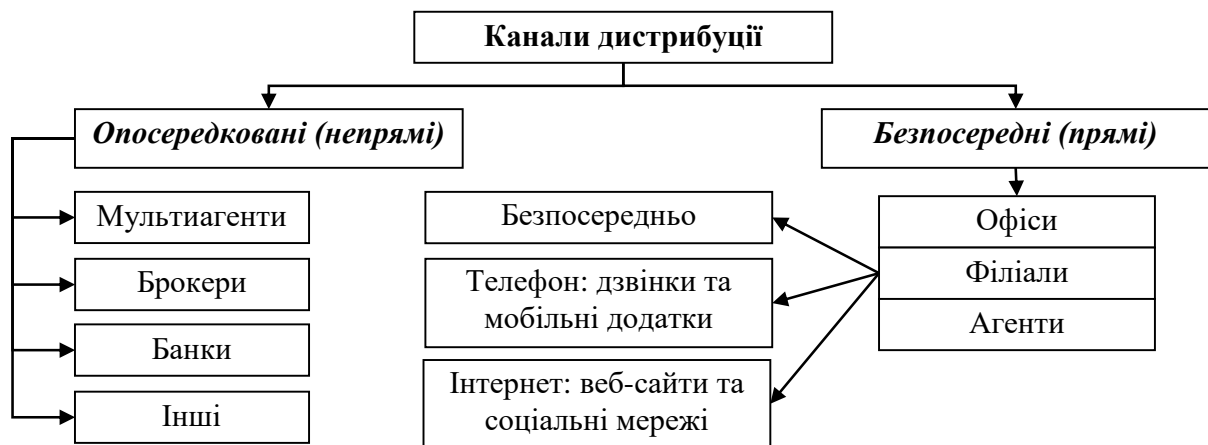 Канали дистрибуції
Опосередковані (непрямі)
Безпосередні (прямі)
Мультиагенти
Брокери
Банки
Інші
Безпосередньо
Телефон: дзвінки та
мобільні додатки
Інтернет: веб-сайти та
соціальні мережі
Офіси
Філіали
Агенти